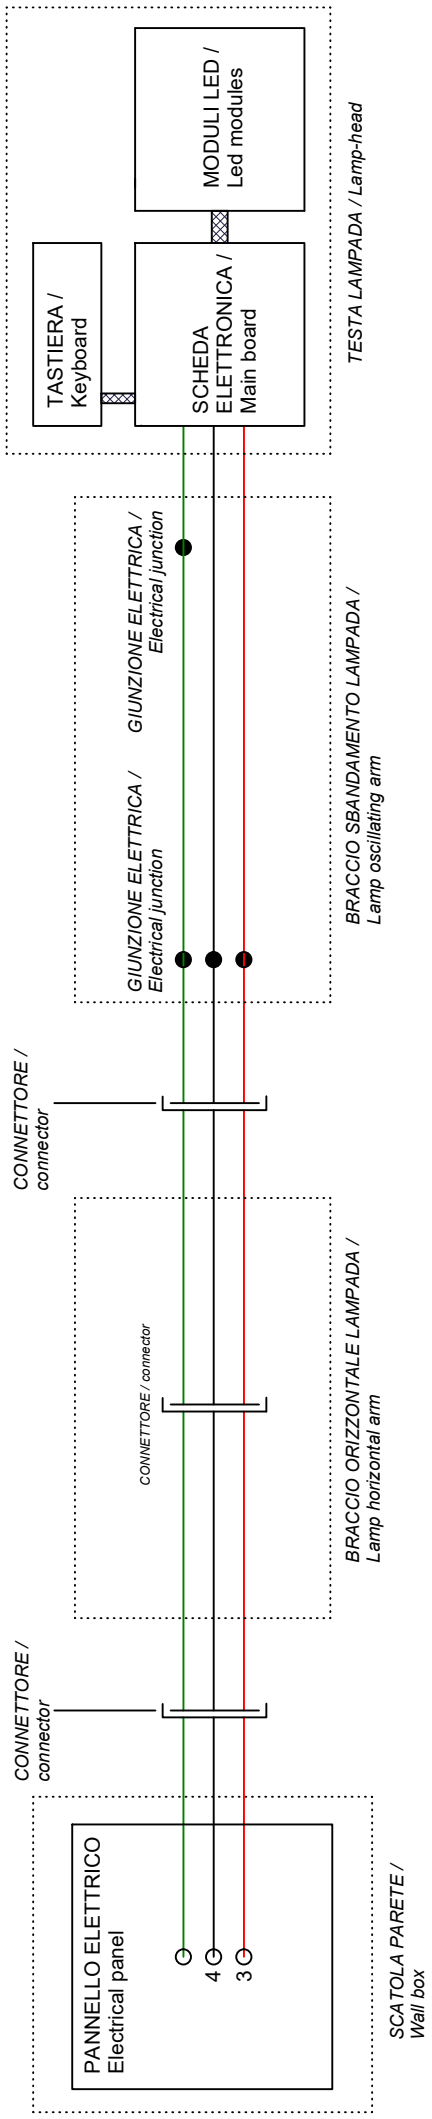 PANNELLO ELETTRICO
Electrical panel
4
3
SCATOLA PARETE /
Wall box
CONNETTORE /
connector
CONNETTORE / connector
BRACCIO ORIZZONTALE LAMPADA /
Lamp horizontal arm
CONNETTORE /
connector
GIUNZIONE ELETTRICA /
Electrical junction
GIUNZIONE ELETTRICA /
Electrical junction
BRACCIO SBANDAMENTO LAMPADA /
Lamp oscillating arm
TASTIERA /
Keyboard
SCHEDA
ELETTRONICA /
Main board
MODULI LED /
Led modules
TESTA LAMPADA / Lamp-head